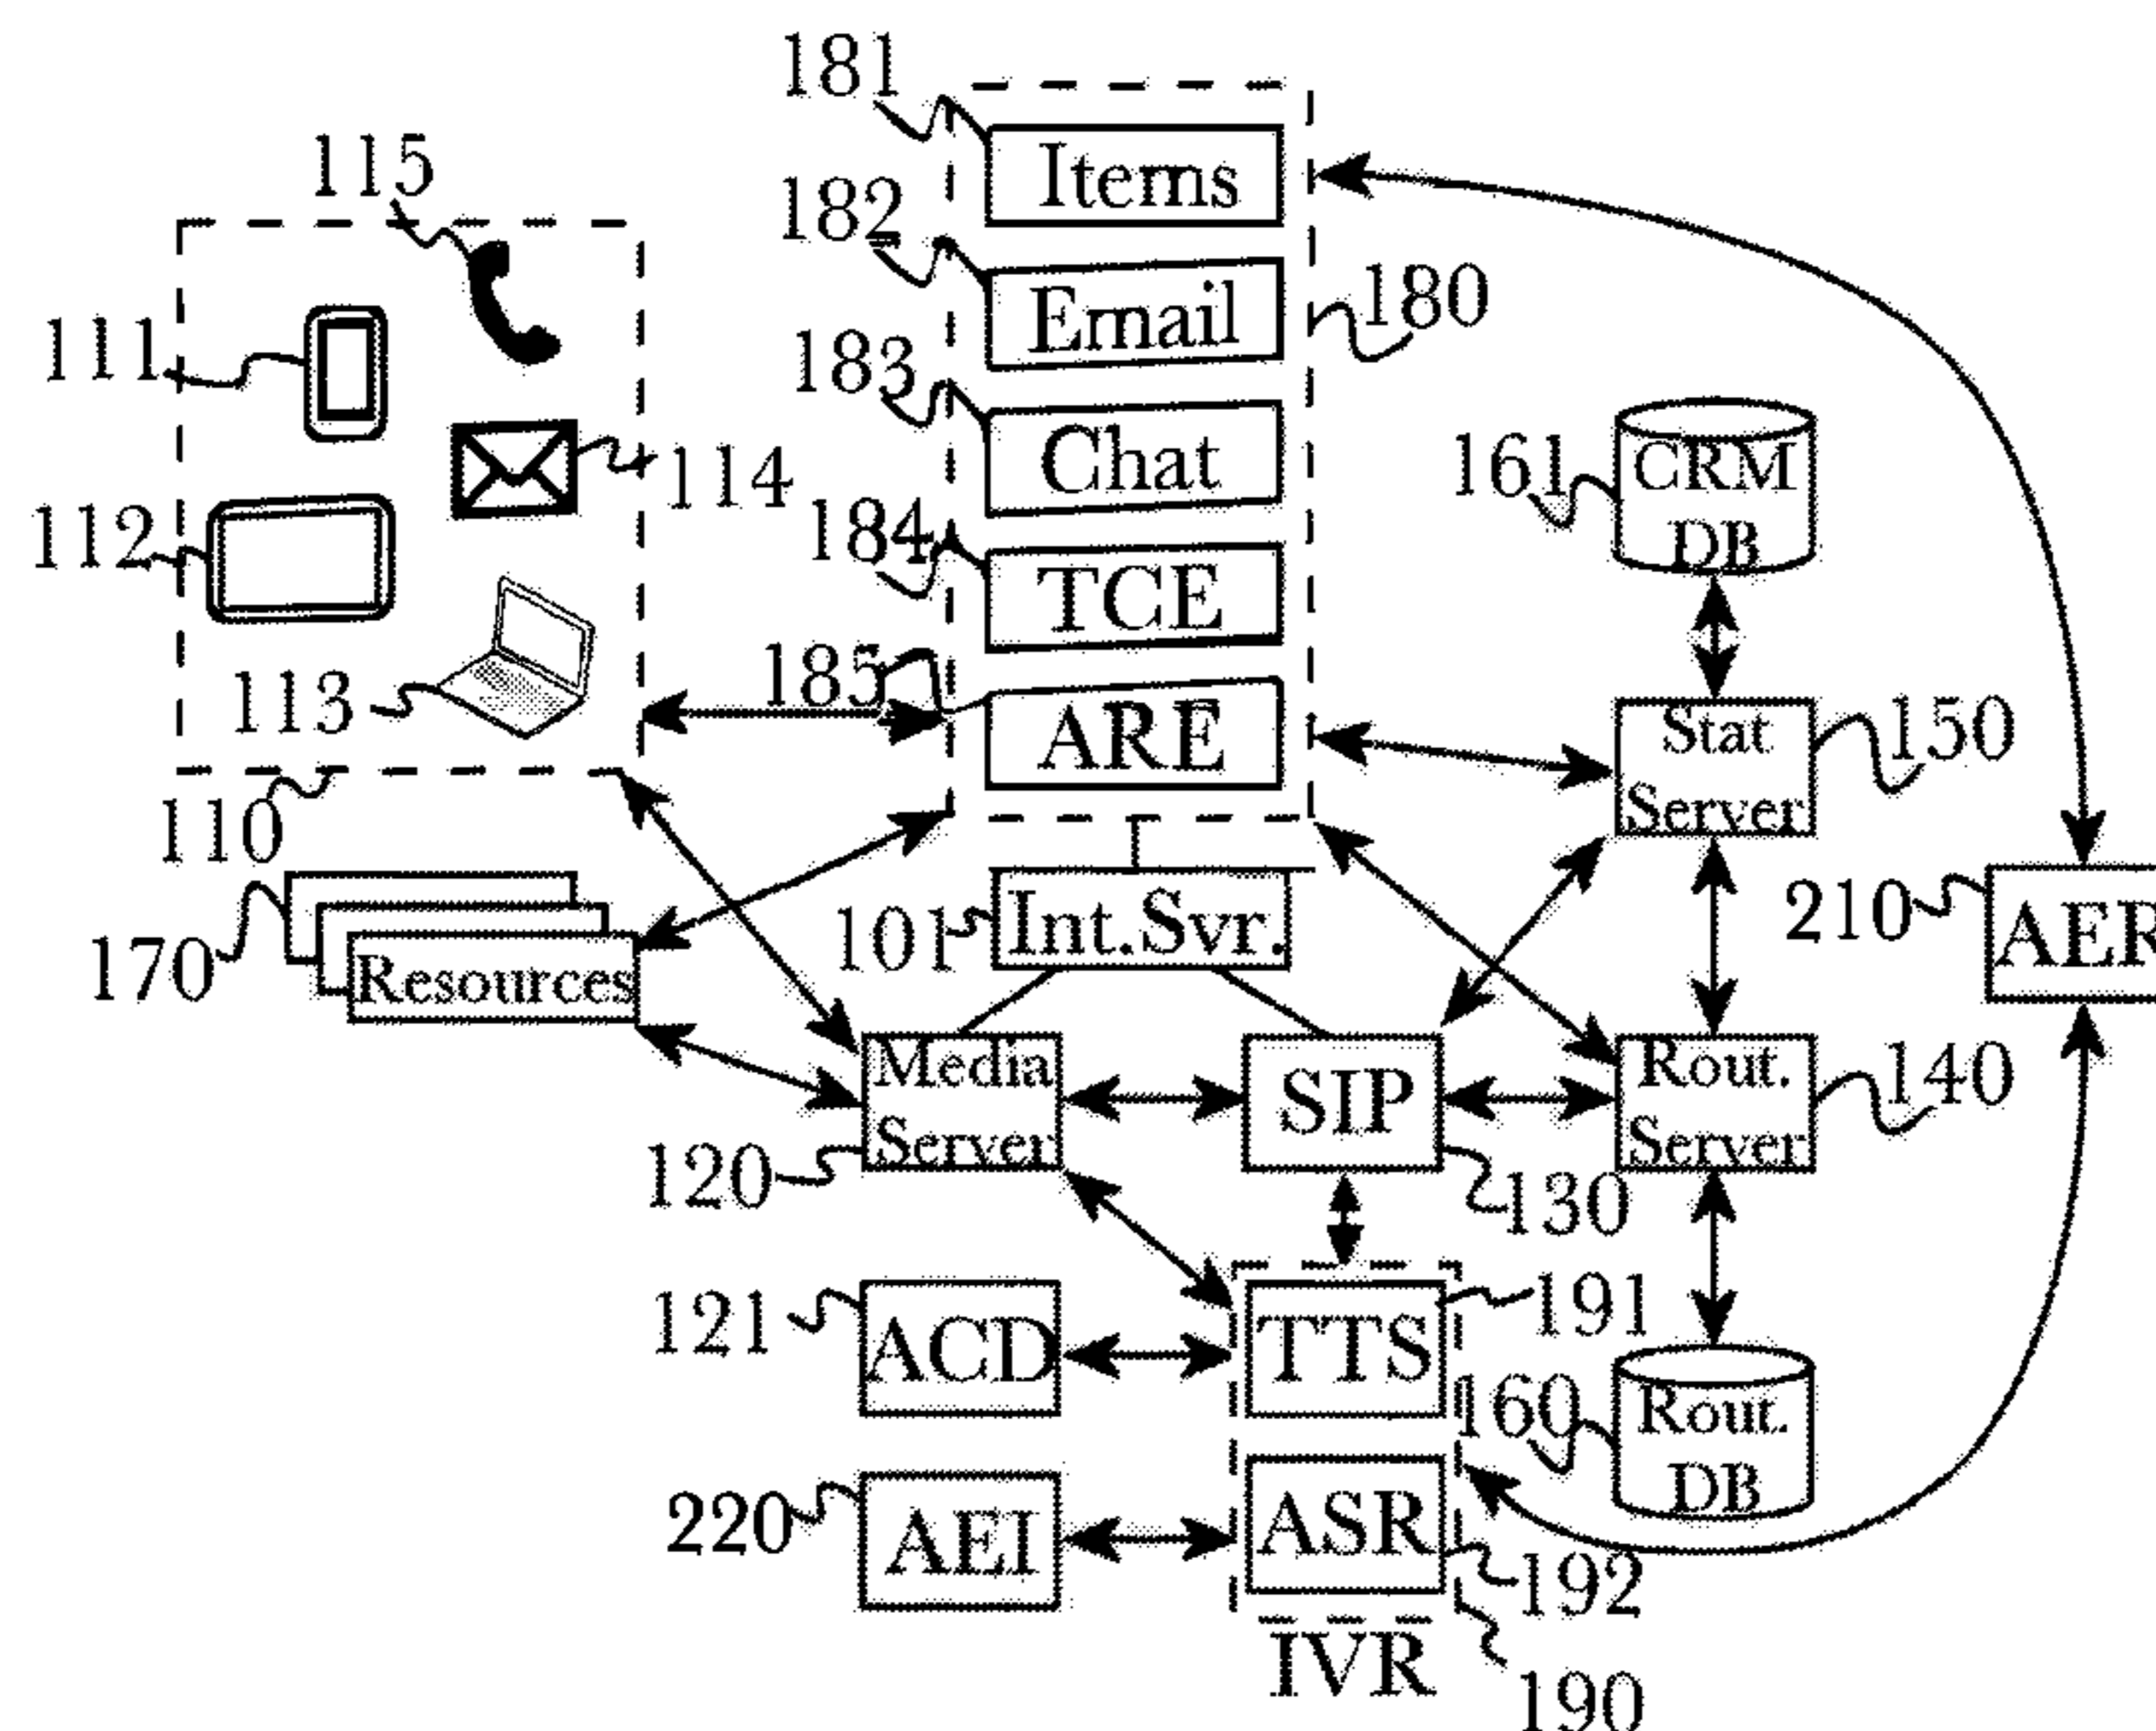 181
Items
115
182
Email
180
111
183
Chat
161
CRM
DB
114
184
TCE
112
185
ARE
113
Stat
Server
150
110
170
Resources
101
Int.Svr.
210
AER
Media
Server
120
SIP
130
Rout.
Server
140
121
ACD
TTS
191
160
Rout.
DB
220
AEI
ASR
192
IVR
190